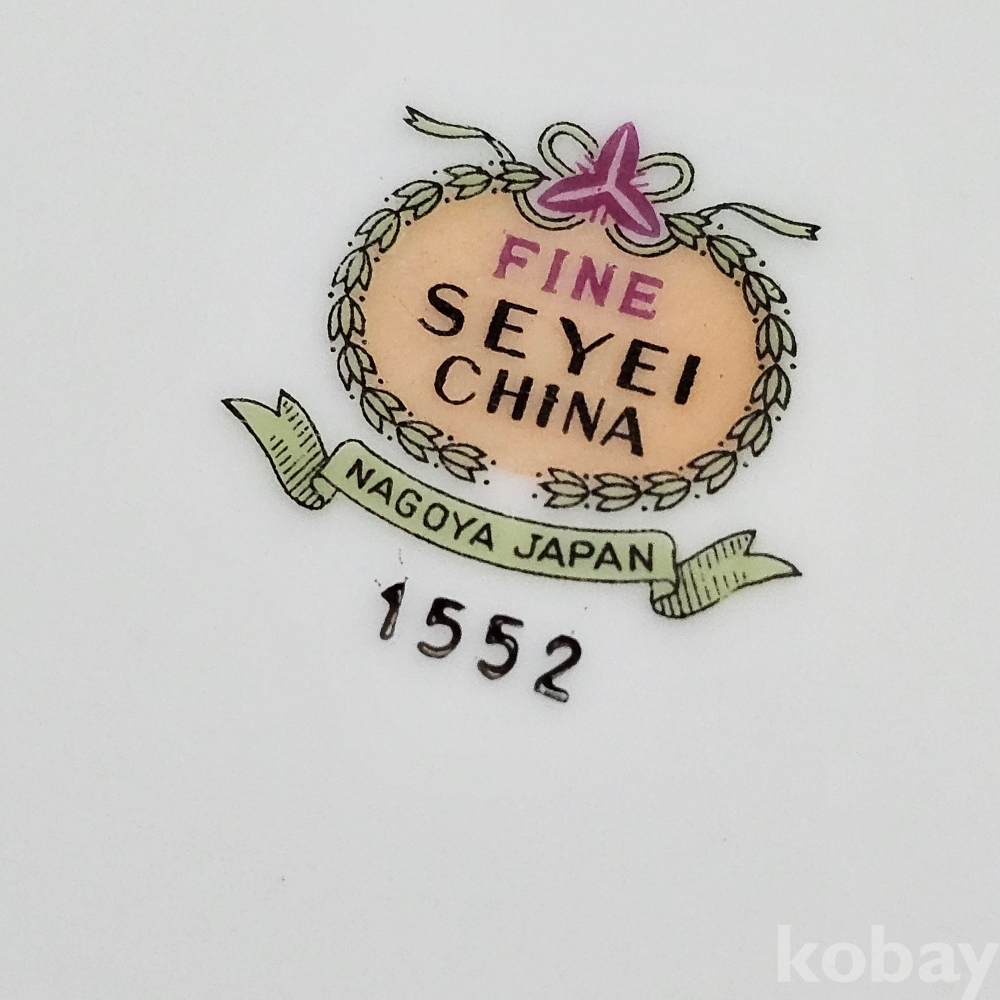 FINE
SEYEI
CHINA
NAGOYA JAPAN
1552
kobay